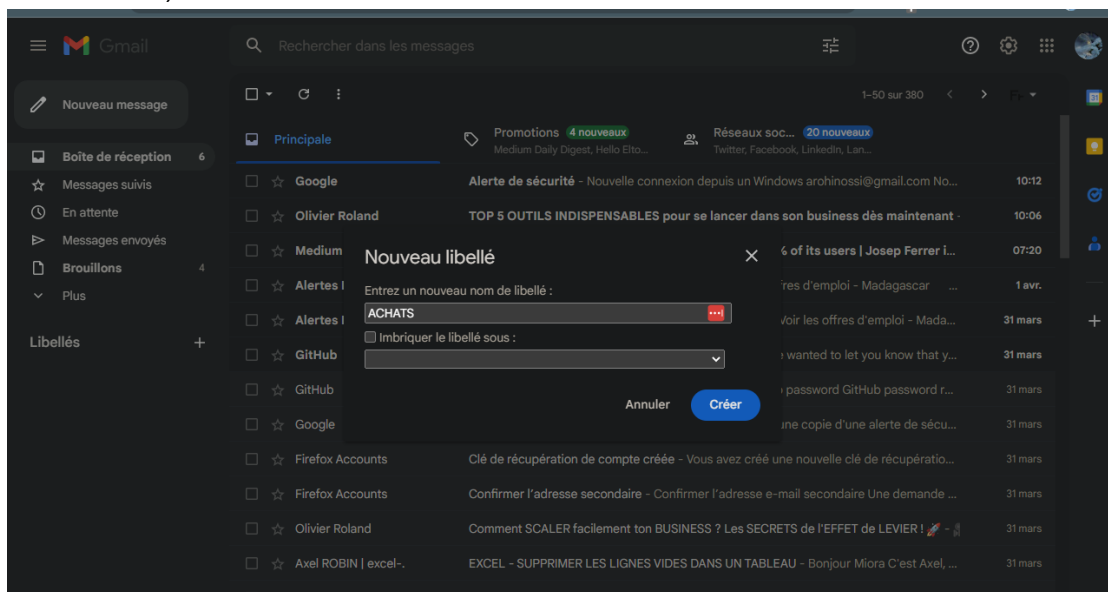 Gmail
Rechercher dans les messages
Nouveau message
1–50 sur 380
Principale
Promotions 4 nouveaux
Medium Daily Digest, Hello Elto...
Réseaux soc... 20 nouveaux
Twitter, Facebook, LinkedIn, Lan...
Boîte de réception 6
Messages suivis
En attente
Messages envoyés
Brouillons 4
Plus
Libellés
Google Alerte de sécurité - Nouvelle connexion depuis un Windows arohinossi@gmail.com No... 10:12
Olivier Roland TOP 5 OUTILS INDISPENSABLES pour se lancer dans son business dès maintenant - 10:06
Medium % of its users | Josep Ferrer i... 07:20
Alertes res d'emploi - Madagascar ... 1 avr.
Alertes Voir les offres d'emploi - Mada... 31 mars
GitHub wanted to let you know that y... 31 mars
GitHub password GitHub password r... 31 mars
Google une copie d'une alerte de sécu... 31 mars
Firefox Accounts Clé de récupération de compte créée - Vous avez créé une nouvelle clé de récupératio... 31 mars
Firefox Accounts Confirmer l'adresse secondaire - Confirmer l'adresse e-mail secondaire Une demande ... 31 mars
Olivier Roland Comment SCALER facilement ton BUSINESS ? Les SECRETS de l'EFFET de LEVIER ! 🚀 - 31 mars
Axel ROBIN | excel-. EXCEL - SUPPRIMER LES LIGNES VIDES DANS UN TABLEAU - Bonjour Miora C'est Axel, ... 31 mars
Nouveau libellé
Entrez un nouveau nom de libellé :
ACHATS
Imbriquer le libellé sous :
Annuler
Créer
31